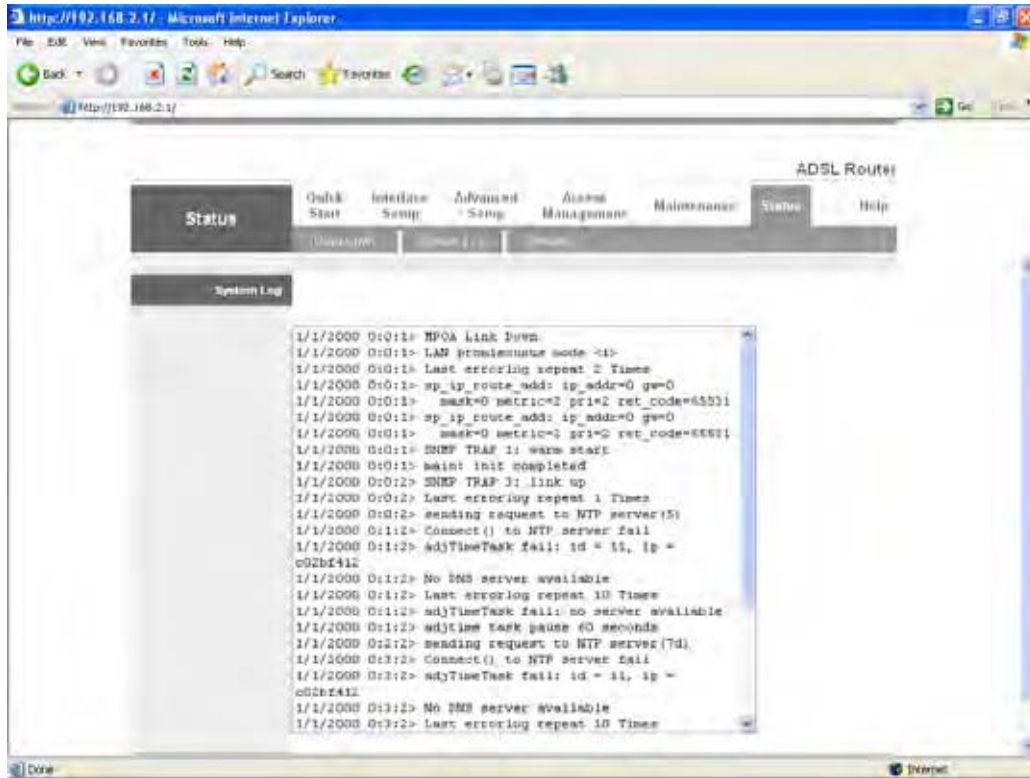 http://192.168.2.1/ - Microsoft Internet Explorer
File Edit View Favorites Tools Help
Back Search Favorites
http://192.168.2.1/ Go
ADSL Router
Status
Quick Start
Interface Setup
Advanced Setup
Access Management
Maintenance
Status
Help
System Log
1/1/2000 0:0:1> MPOA Link Down
1/1/2000 0:0:1> LAN promiscuous mode <1>
1/1/2000 0:0:1> Last errorlog repeat 2 Times
1/1/2000 0:0:1> sp_ip_route_add: ip_addr=0 gw=0
1/1/2000 0:0:1> mask=0 metric=2 pri=2
1/1/2000 0:0:1> sp_ip_route_add: ip_addr=0 gw=0
1/1/2000 0:0:1> mask=0 metric=2 pri=2
1/1/2000 0:0:1> SNMP TRAP 1: warm start
1/1/2000 0:0:1> main: init completed
1/1/2000 0:0:2> SNMP TRAP 3: link up
1/1/2000 0:0:2> Last errorlog repeat 1 Times
1/1/2000 0:0:2> sending request to NTP server(5)
1/1/2000 0:1:2> Connect() to NTP server fail
1/1/2000 0:1:2> adjTimeTask fail: id = 11, ip =
c02bf412
1/1/2000 0:1:2> No DNS server available
1/1/2000 0:1:2> Last errorlog repeat 10 Times
1/1/2000 0:1:2> adjTimeTask fail: no server available
1/1/2000 0:1:2> adjtime task pause 60 seconds
1/1/2000 0:2:2> sending request to NTP server(7d)
1/1/2000 0:3:2> Connect() to NTP server fail
1/1/2000 0:3:2> adjTimeTask fail: id = 11, ip =
c02bf412
1/1/2000 0:3:2> No DNS server available
1/1/2000 0:3:2> Last errorlog repeat 10 Times
Done Internet